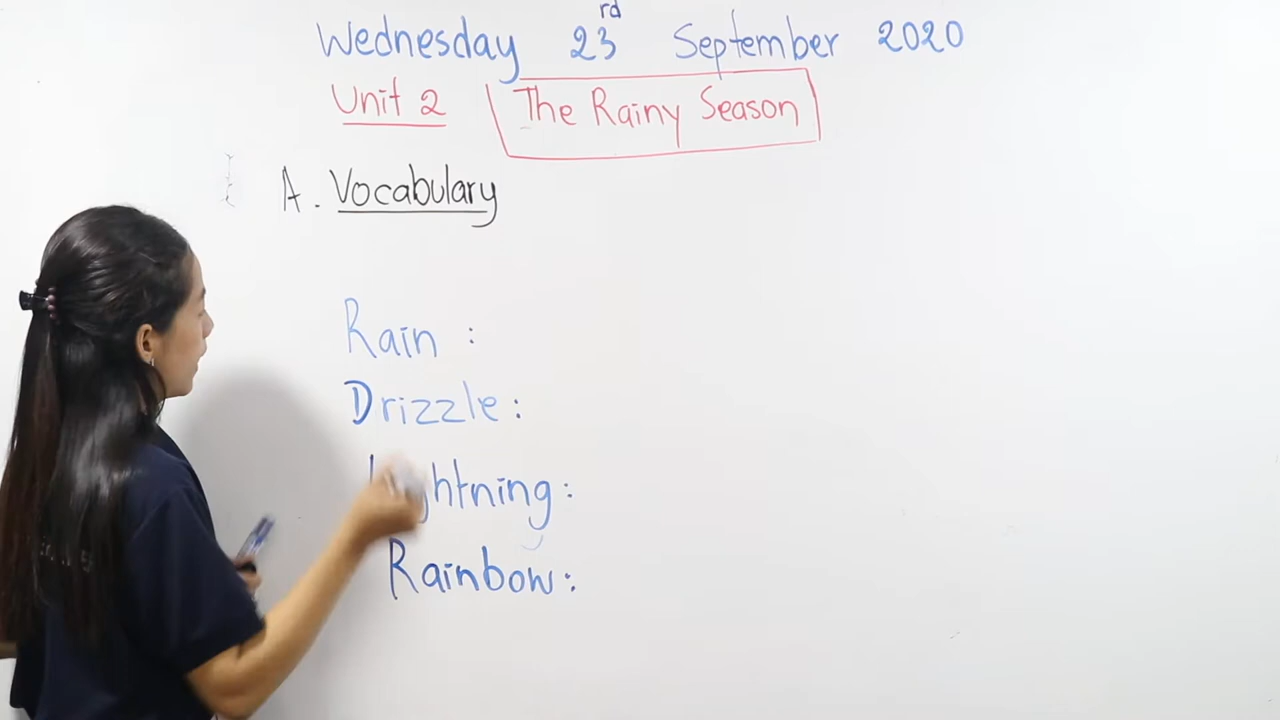 Wednesday 23rd September 2020
Unit 2 The Rainy Season
A. Vocabulary
Rain :
Drizzle :
Lightning :
Rainbow :